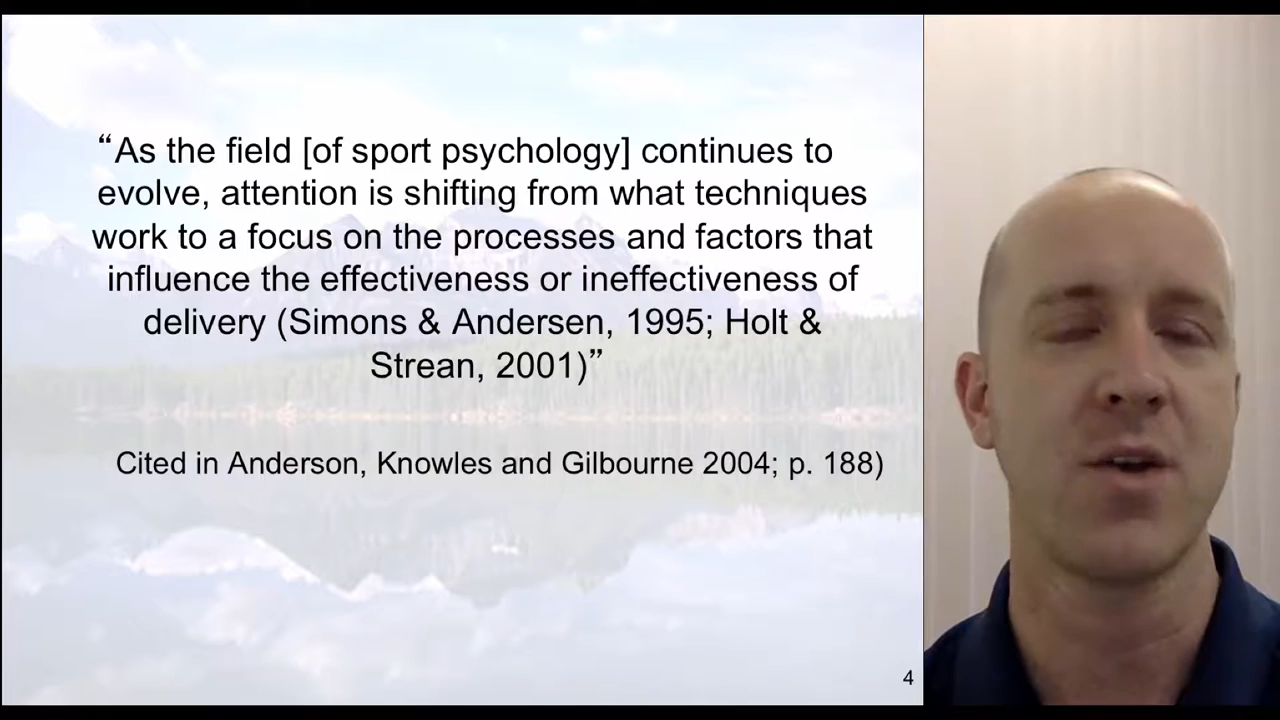 “As the field [of sport psychology] continues to
evolve, attention is shifting from what techniques
work to a focus on the processes and factors that
influence the effectiveness or ineffectiveness of
delivery (Simons & Andersen, 1995; Holt &
Strean, 2001)”
Cited in Anderson, Knowles and Gilbourne 2004; p. 188)
4